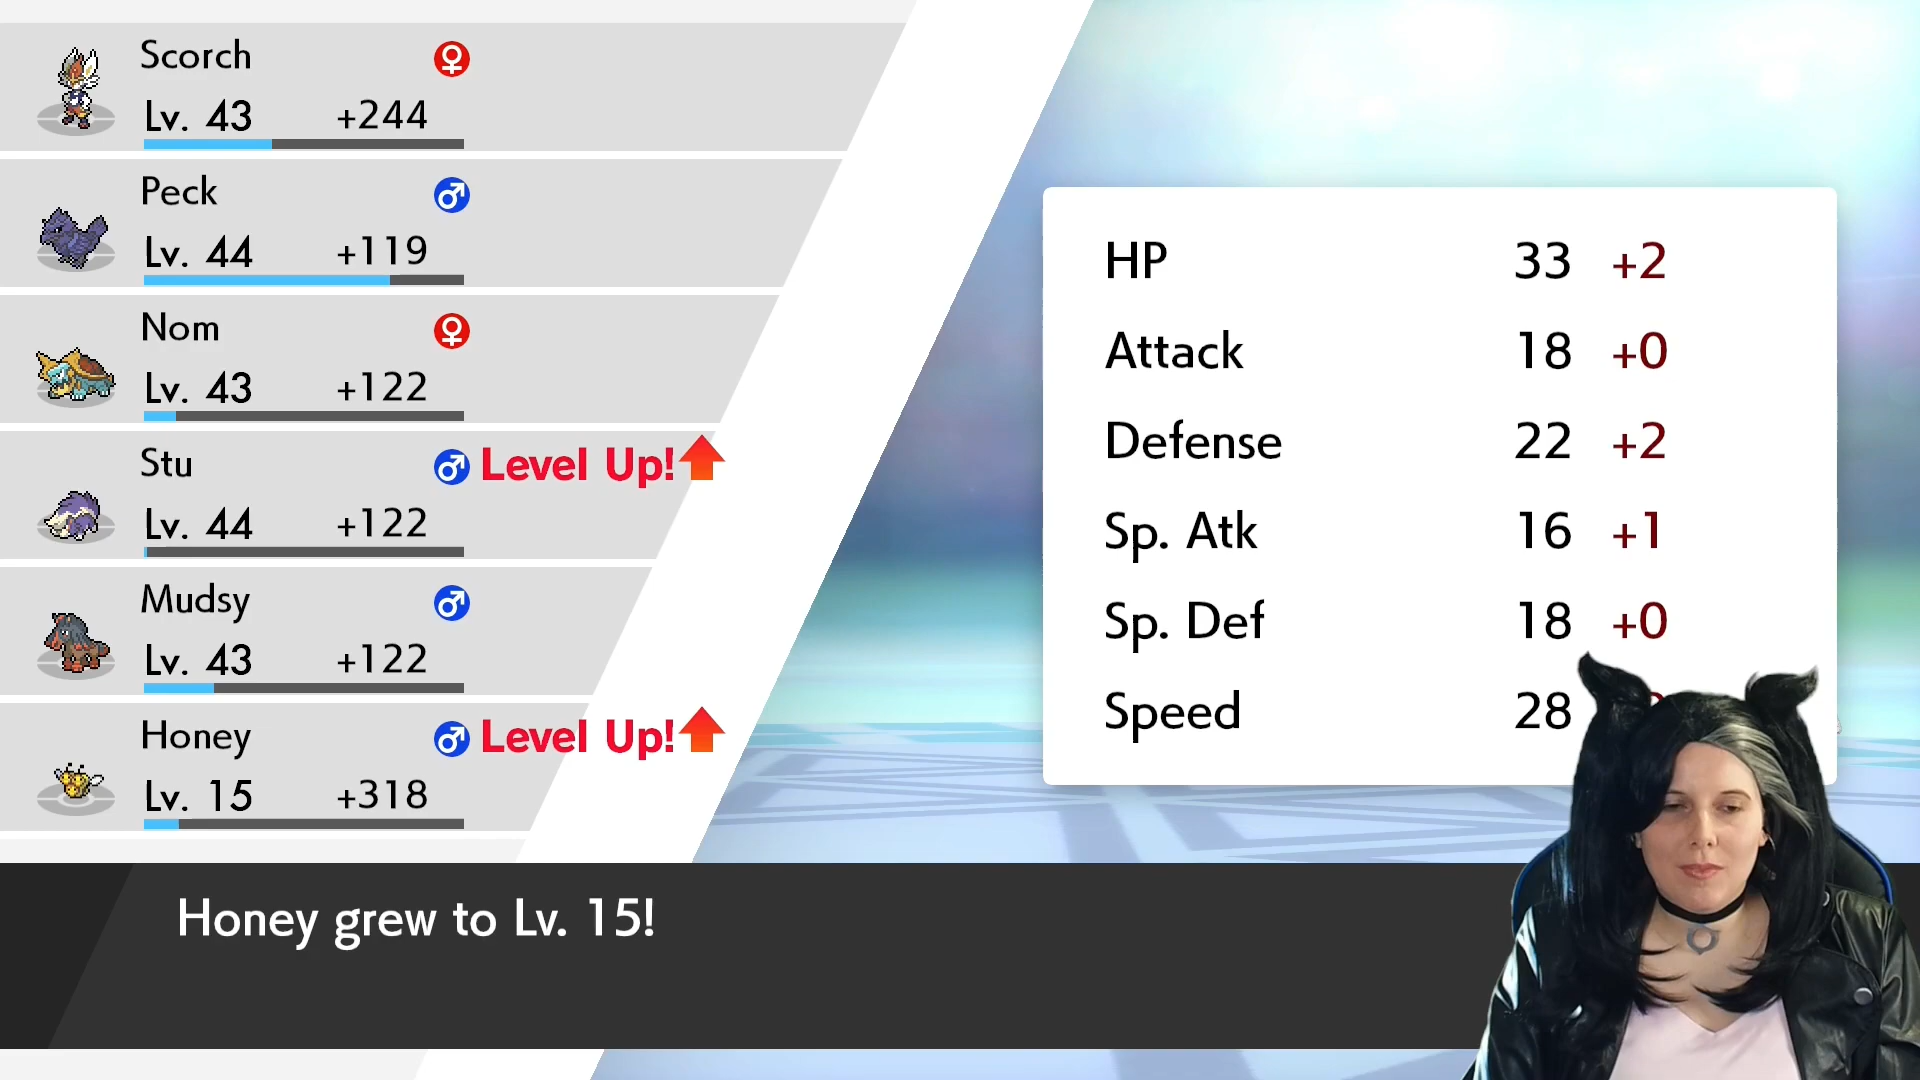 Scorch
Lv. 43 +244
Peck
Lv. 44 +119
Nom
Lv. 43 +122
Stu Level Up!
Lv. 44 +122
Mudsy
Lv. 43 +122
Honey Level Up!
Lv. 15 +318
HP 33 +2
Attack 18 +0
Defense 22 +2
Sp. Atk 16 +1
Sp. Def 18 +0
Speed 28
Honey grew to Lv. 15!